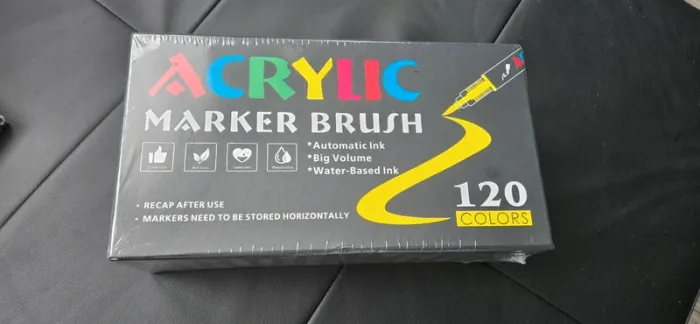 ACRYLIC
MARKER BRUSH
*Automatic Ink
*Big Volume
*Water-Based Ink
• RECAP AFTER USE
• MARKERS NEED TO BE STORED HORIZONTALLY
120
COLORS